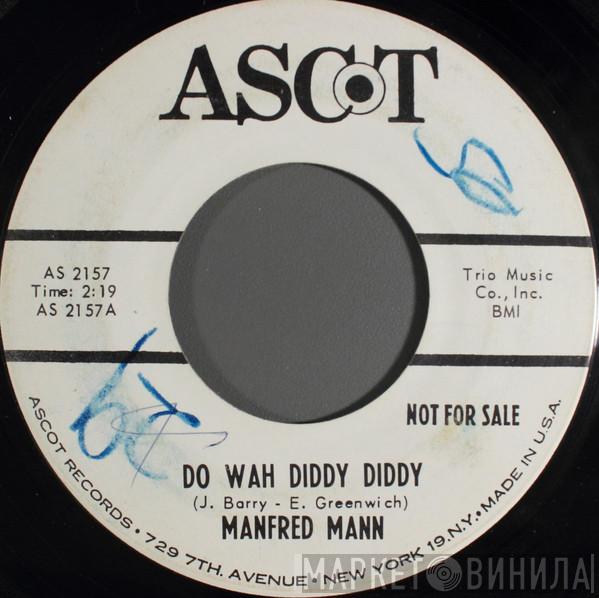 ASCOT
AS 2157
Time: 2:19
AS 2157A
Trio Music
Co., Inc.
BMI
NOT FOR SALE
DO WAH DIDDY DIDDY
(J. Barry - E. Greenwich)
MANFRED MANN
ASCOT RECORDS • 729 7TH. AVENUE • NEW YORK 19. N.Y. • MADE IN U.S.A.
МАРКЕТ ВИНИЛА